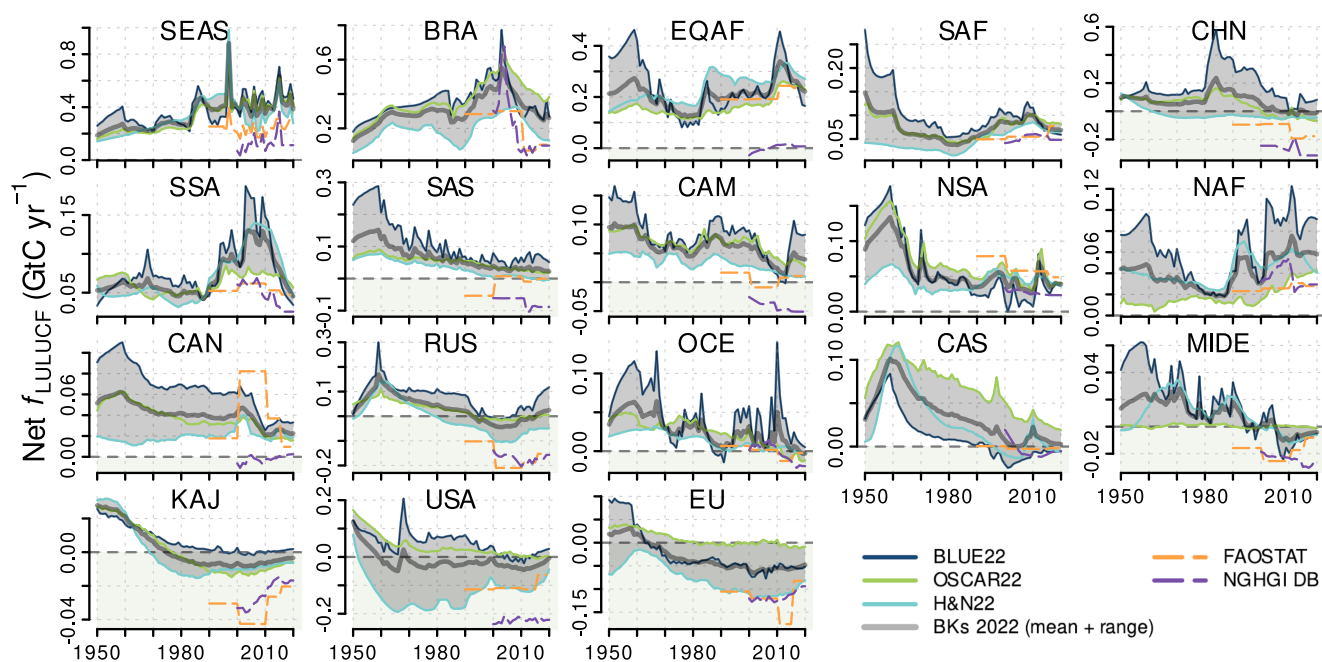 SEAS
BRA
EQAF
SAF
CHN
0.0 0.4 0.8
0.2 0.6
0.0 0.2 0.4
0.05 0.20
-0.2 0.2 0.6
SSA
SAS
CAM
NSA
NAF
0.05 0.15
-0.1 0.1 0.3
-0.05 0.10
0.00 0.10
0.00 0.06 0.12
Net fLULUCF (GtC yr−1)
CAN
RUS
OCE
CAS
MIDE
0.00 0.06
-0.2 0.1 0.3
0.00 0.10
0.00 0.10
-0.02 0.04
1950 1980 2010
1950 1980 2010
KAJ
USA
EU
-0.04 0.00
-0.2 0.0 0.2
-0.15 0.00
1950 1980 2010
1950 1980 2010
1950 1980 2010
BLUE22
OSCAR22
H&N22
BKs 2022 (mean + range)
FAOSTAT
NGHGI DB